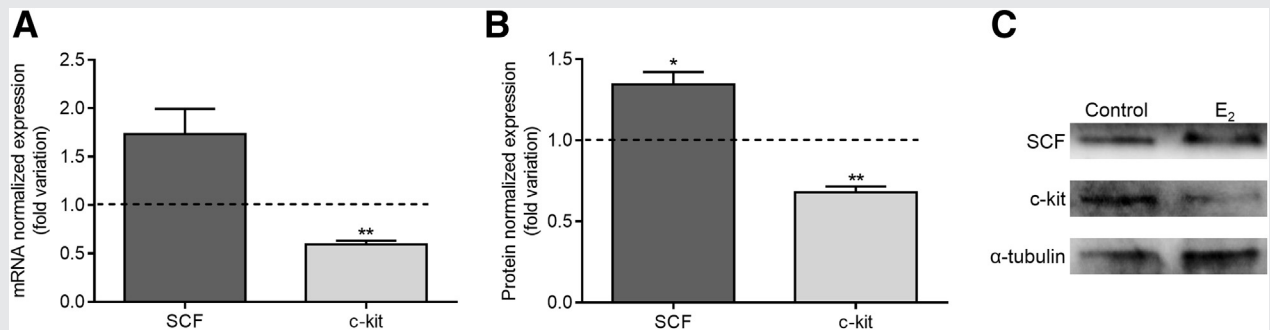 A
mRNA normalized expression
(fold variation)
2.5
2.0
1.5
1.0
0.5
0.0
**
SCF
c-kit
B
Protein normalized expression
(fold variation)
1.5
1.0
0.5
0.0
*
**
SCF
c-kit
C
Control E₂
SCF
c-kit
α-tubulin